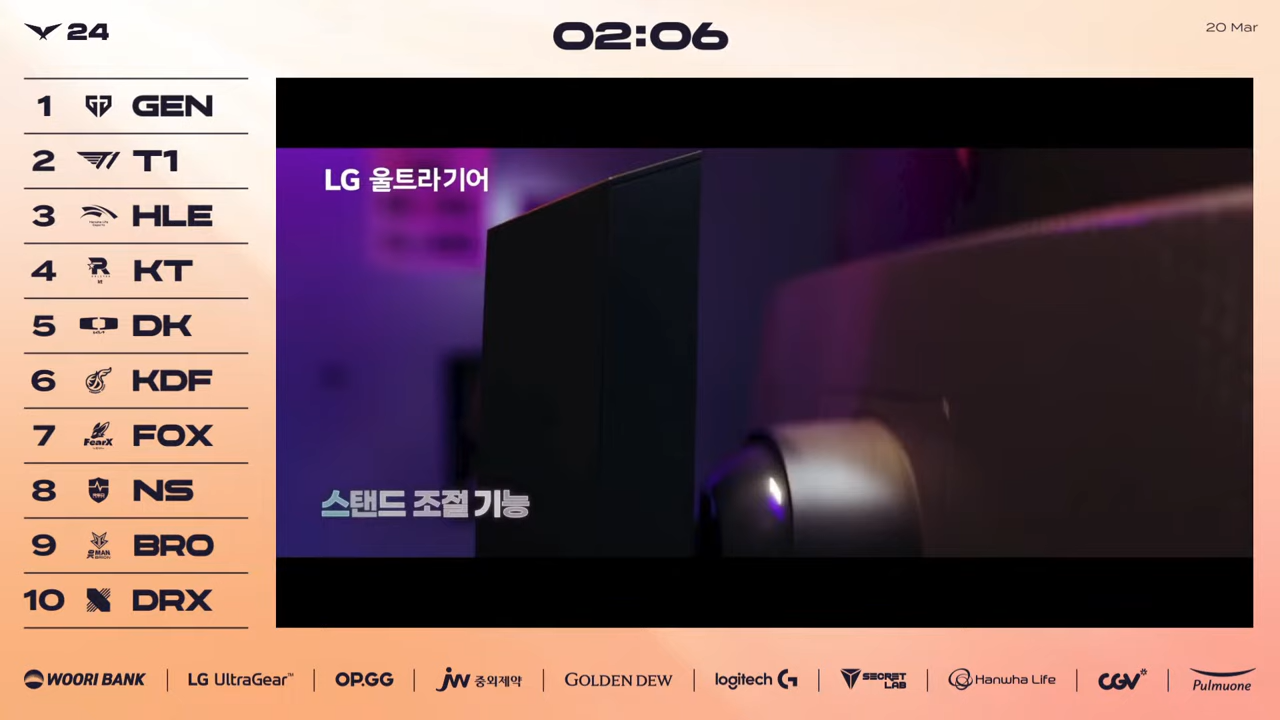 24
02:06
20 Mar
1 GEN
2 T1
3 HLE
4 KT
5 DK
6 KDF
7 FearX FOX
8 NS
9 BRO
10 DRX
LG 울트라기어
스탠드 조절 기능
WOORI BANK
LG UltraGear™
OP.GG
JW 중외제약
GOLDEN DEW
logitech G
SECRET LAB
Hanwha Life
CGV
Pulmuone